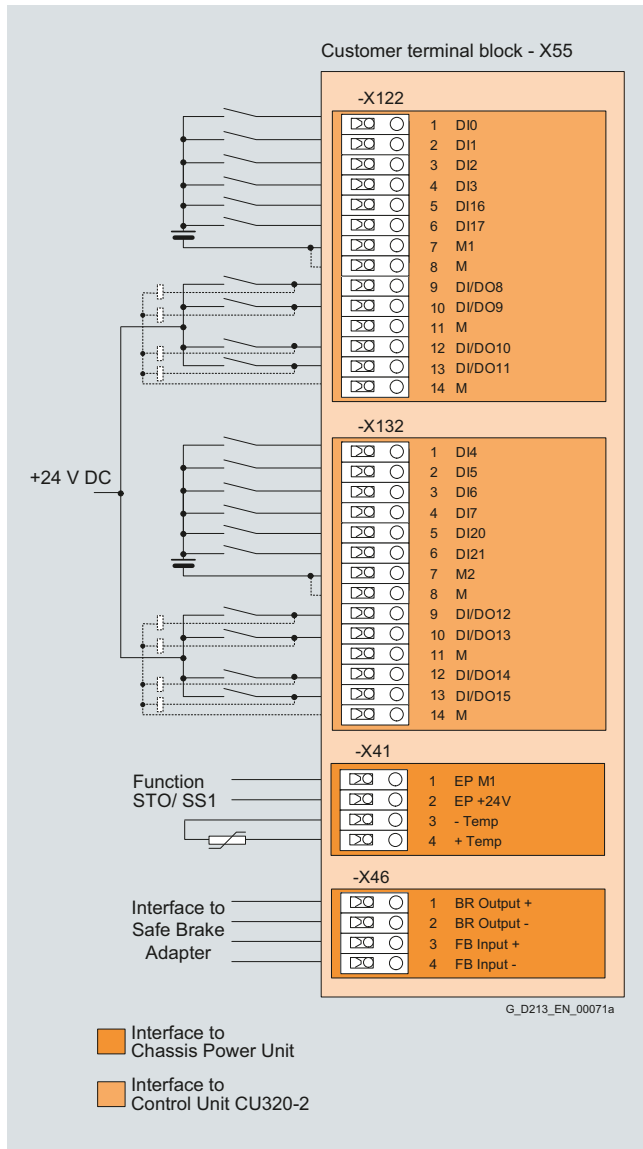 Customer terminal block - X55
-X122
1 DI0
2 DI1
3 DI2
4 DI3
5 DI16
6 DI17
7 M1
8 M
9 DI/DO8
10 DI/DO9
11 M
12 DI/DO10
13 DI/DO11
14 M
-X132
+24 V DC
1 DI4
2 DI5
3 DI6
4 DI7
5 DI20
6 DI21
7 M2
8 M
9 DI/DO12
10 DI/DO13
11 M
12 DI/DO14
13 DI/DO15
14 M
-X41
Function
STO/ SS1
1 EP M1
2 EP +24V
3 - Temp
4 + Temp
-X46
Interface to
Safe Brake
Adapter
1 BR Output +
2 BR Output -
3 FB Input +
4 FB Input -
G_D213_EN_00071a
Interface to
Chassis Power Unit
Interface to
Control Unit CU320-2